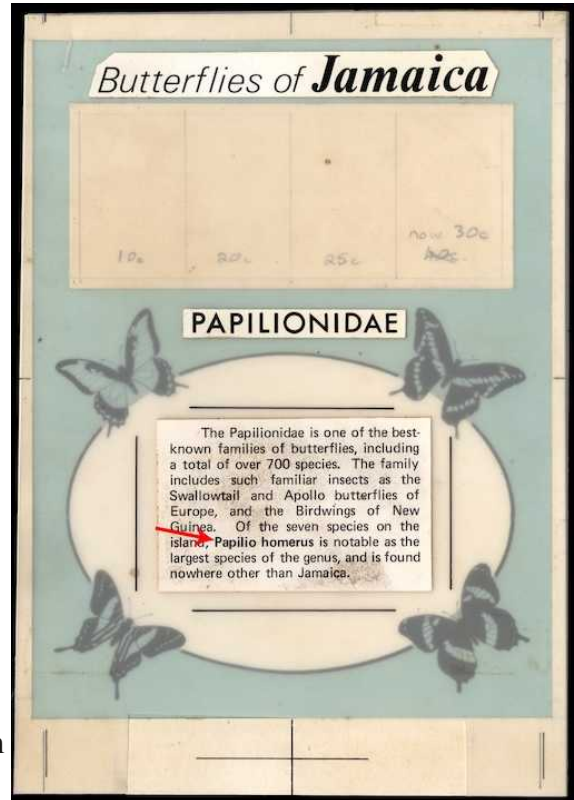 Butterflies of Jamaica
now 30c
10c
20c
25c
40c
PAPILIONIDAE
The Papilionidae is one of the best-
known families of butterflies, including
a total of over 700 species. The family
includes such familiar insects as the
Swallowtail and Apollo butterflies of
Europe, and the Birdwings of New
Guinea. Of the seven species on the
island, Papilio homerus is notable as the
largest species of the genus, and is found
nowhere other than Jamaica.